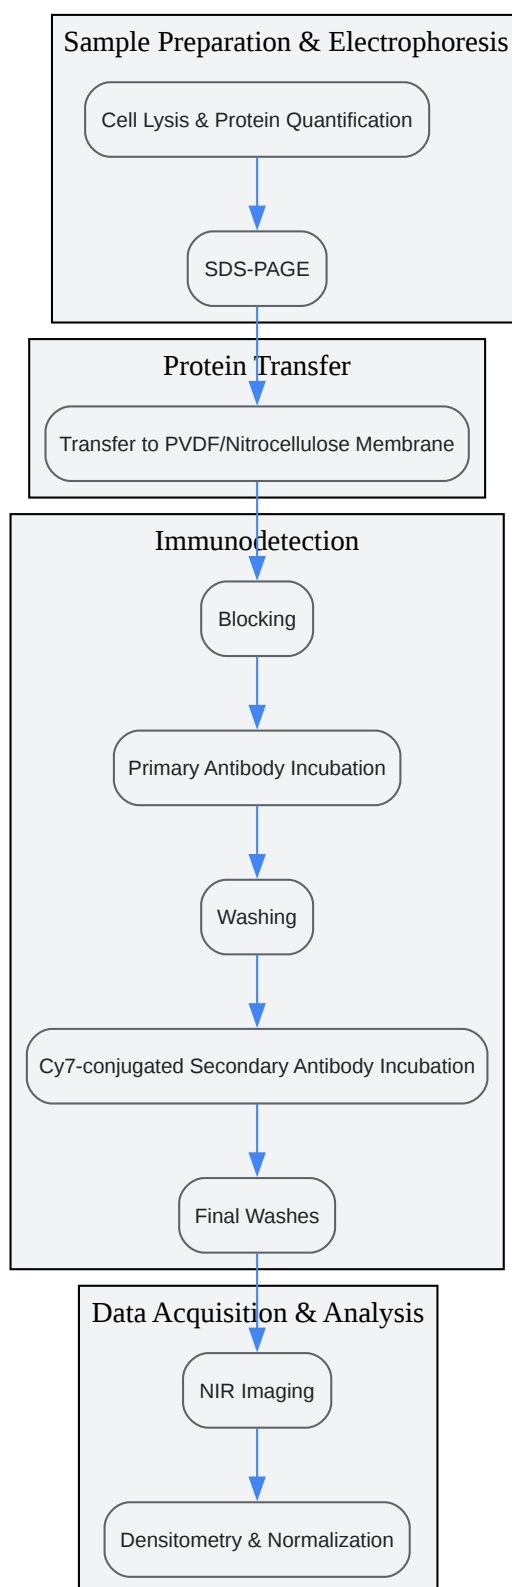 Sample Preparation & Electrophoresis
Cell Lysis & Protein Quantification
SDS-PAGE
Protein Transfer
Transfer to PVDF/Nitrocellulose Membrane
Immunodetection
Blocking
Primary Antibody Incubation
Washing
Cy7-conjugated Secondary Antibody Incubation
Final Washes
Data Acquisition & Analysis
NIR Imaging
Densitometry & Normalization